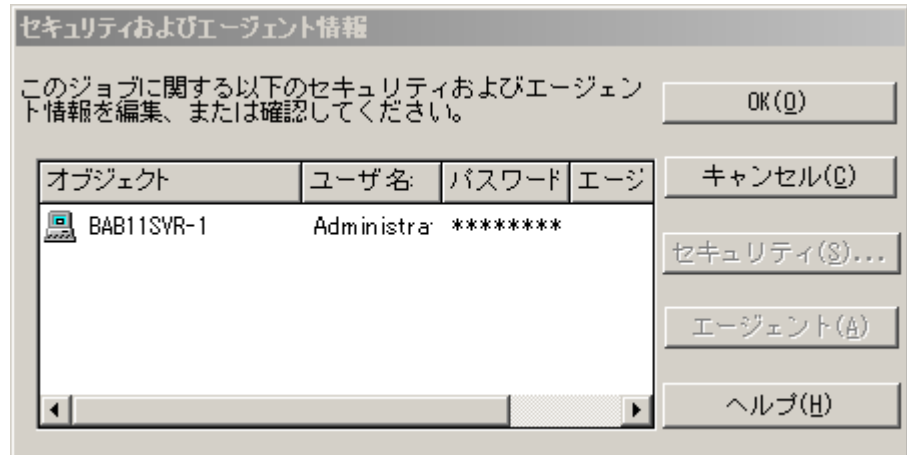 セキュリティおよびエージェント情報
このジョブに関する以下のセキュリティおよびエージェン
ト情報を編集、または確認してください。
OK(O)
オブジェクト ユーザ名 パスワード エージ
キャンセル(C)
BAB11SVR-1 Administra ********
セキュリティ(S)...
エージェント(A)
ヘルプ(H)